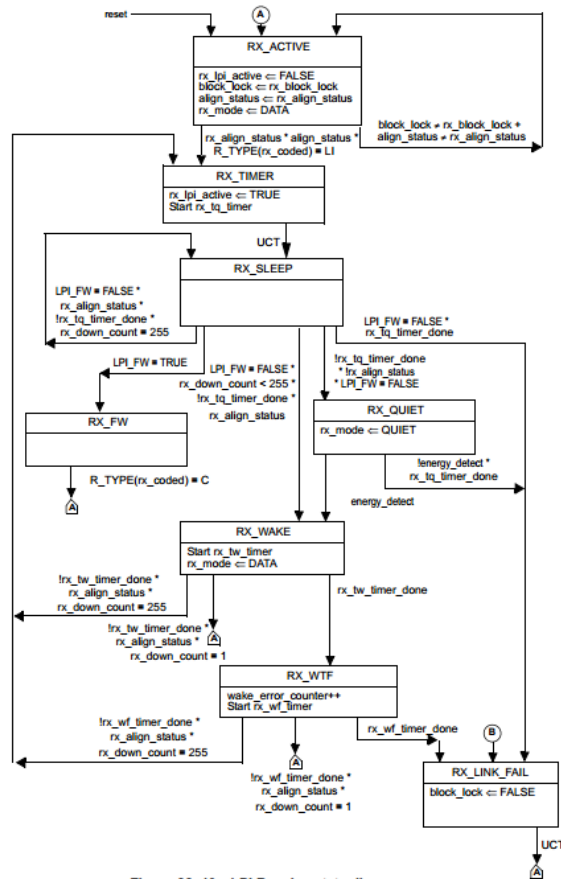 reset
A
RX_ACTIVE
rx_lpi_active ⇐ FALSE
block_lock ⇐ rx_block_lock
align_status ⇐ rx_align_status
rx_mode ⇐ DATA
block_lock ≠ rx_block_lock +
align_status ≠ rx_align_status
rx_align_status * align_status *
R_TYPE(rx_coded) = LI
RX_TIMER
rx_lpi_active ⇐ TRUE
Start rx_tq_timer
UCT
RX_SLEEP
LPI_FW = FALSE *
rx_align_status *
!rx_tq_timer_done *
rx_down_count = 255
LPI_FW = FALSE *
rx_tq_timer_done
LPI_FW = TRUE
LPI_FW = FALSE *
rx_down_count < 255 *
!rx_tq_timer_done *
rx_align_status
!rx_tq_timer_done
* !rx_align_status
* LPI_FW = FALSE
RX_FW
RX_QUIET
rx_mode ⇐ QUIET
R_TYPE(rx_coded) = C
A
!energy_detect *
rx_tq_timer_done
energy_detect
RX_WAKE
Start rx_tw_timer
rx_mode ⇐ DATA
!rx_tw_timer_done *
rx_align_status *
rx_down_count = 255
rx_tw_timer_done
A
!rx_tw_timer_done *
rx_align_status *
rx_down_count = 1
RX_WTF
wake_error_counter++
Start rx_wf_timer
!rx_wf_timer_done *
rx_align_status *
rx_down_count = 255
rx_wf_timer_done
B
A
!rx_wf_timer_done *
rx_align_status *
rx_down_count = 1
RX_LINK_FAIL
block_lock ⇐ FALSE
UCT
A